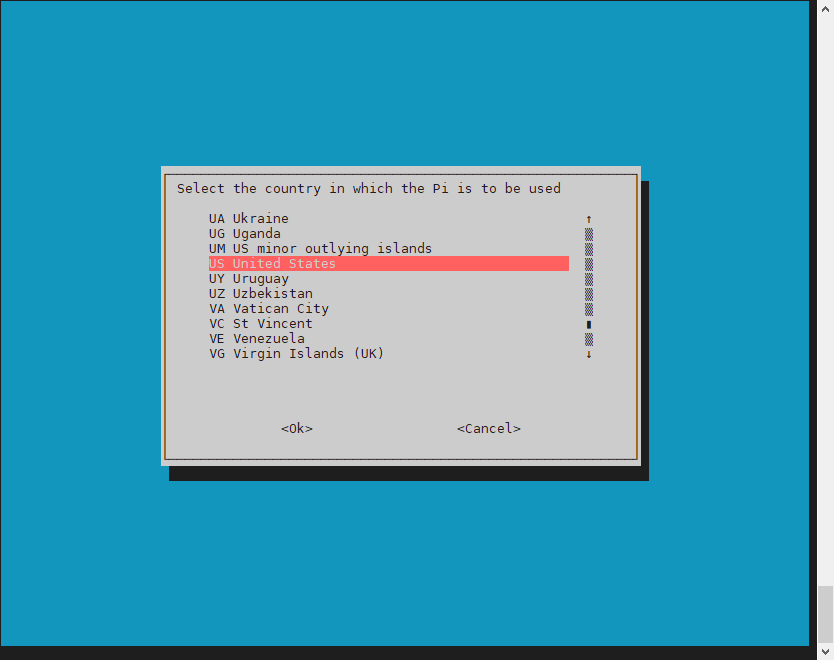 Select the country in which the Pi is to be used
UA Ukraine
UG Uganda
UM US minor outlying islands
US United States
UY Uruguay
UZ Uzbekistan
VA Vatican City
VC St Vincent
VE Venezuela
VG Virgin Islands (UK)
<Ok> <Cancel>